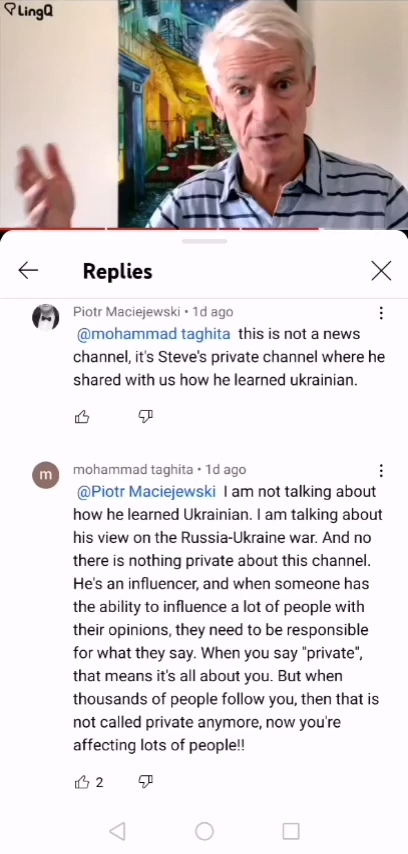 LingQ
Replies
Piotr Maciejewski • 1d ago
@mohammad taghita this is not a news
channel, it's Steve's private channel where he
shared with us how he learned ukrainian.
m
mohammad taghita • 1d ago
@Piotr Maciejewski I am not talking about
how he learned Ukrainian. I am talking about
his view on the Russia-Ukraine war. And no
there is nothing private about this channel.
He's an influencer, and when someone has
the ability to influence a lot of people with
their opinions, they need to be responsible
for what they say. When you say "private",
that means it's all about you. But when
thousands of people follow you, then that is
not called private anymore, now you're
affecting lots of people!!
2